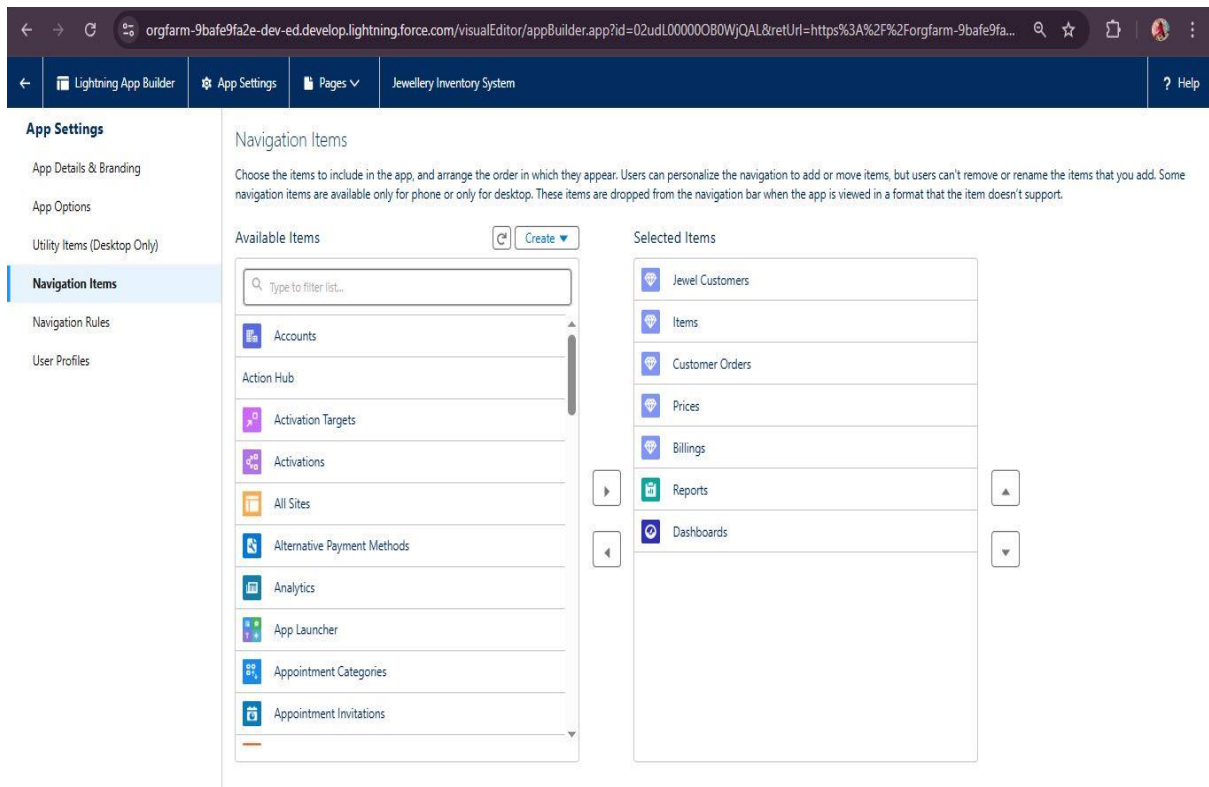 orgfarm-9bafe9fa2e-dev-ed.develop.lightning.force.com/visualEditor/appBuilder.app?id=02udL00000OB0WjQAL&retUrl=https%3A%2F%2Forgfarm-9bafe9fa...
Lightning App Builder
App Settings
Pages
Jewellery Inventory System
? Help
App Settings
App Details & Branding
App Options
Utility Items (Desktop Only)
Navigation Items
Navigation Rules
User Profiles
Navigation Items
Choose the items to include in the app, and arrange the order in which they appear. Users can personalize the navigation to add or move items, but users can't remove or rename the items that you add. Some
navigation items are available only for phone or only for desktop. These items are dropped from the navigation bar when the app is viewed in a format that the item doesn't support.
Available Items
Create
Type to filter list...
Accounts
Action Hub
Activation Targets
Activations
All Sites
Alternative Payment Methods
Analytics
App Launcher
Appointment Categories
Appointment Invitations
Selected Items
Jewel Customers
Items
Customer Orders
Prices
Billings
Reports
Dashboards